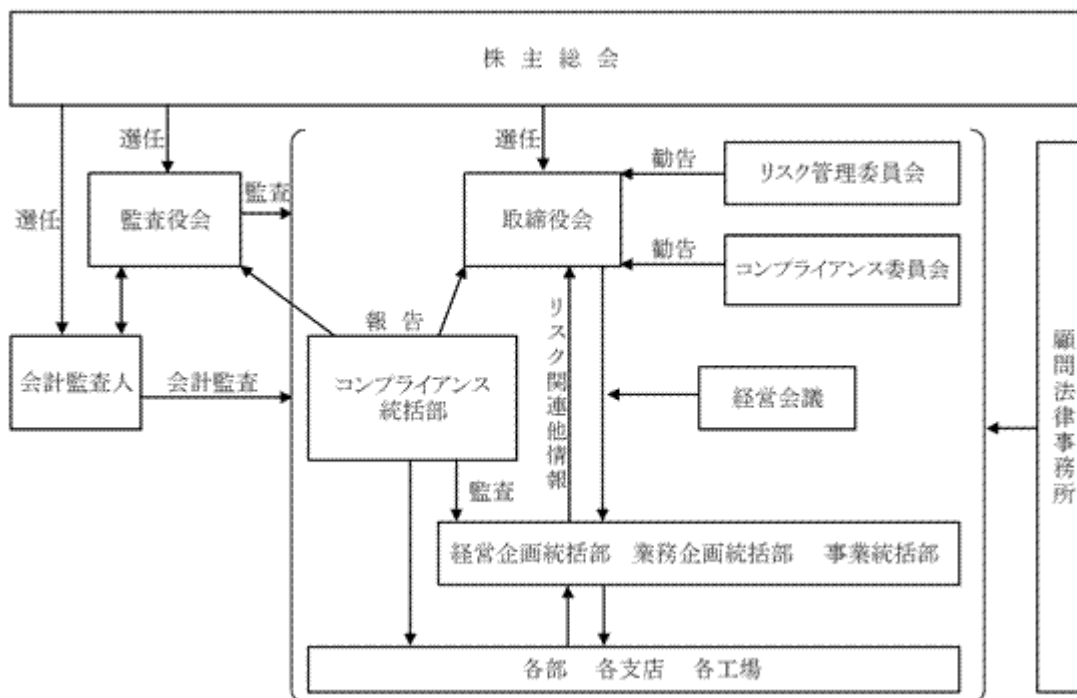 株主総会
選任
選任
選任
勧告
リスク管理委員会
監査役会
監査
取締役会
勧告
コンプライアンス委員会
報告
リスク関連他情報
会計監査人
会計監査
コンプライアンス
統括部
経営会議
顧問法律事務所
監査
経営企画統括部 業務企画統括部 事業統括部
各部 各支店 各工場